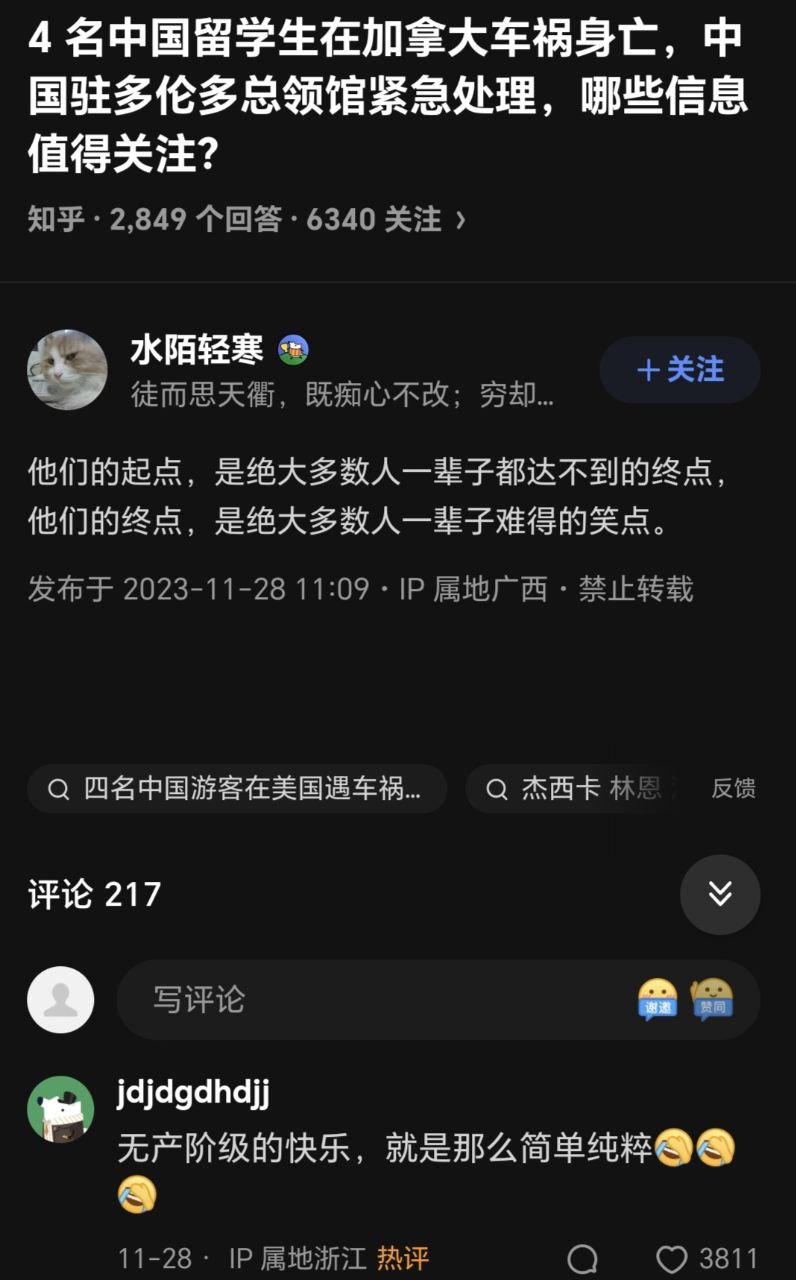 4 名中国留学生在加拿大车祸身亡，中
国驻多伦多总领馆紧急处理，哪些信息
值得关注？
知乎 · 2,849 个回答 · 6340 关注 ›
水陌轻寒
+ 关注
徒而思天衢，既痴心不改；穷却...
他们的起点，是绝大多数人一辈子都达不到的终点，
他们的终点，是绝大多数人一辈子难得的笑点。
发布于 2023-11-28 11:09 · IP 属地广西 · 禁止转载
四名中国游客在美国遇车祸...
杰西卡 林恩
反馈
评论 217
写评论
谢邀
赞同
jdjdgdhdjj
无产阶级的快乐，就是那么简单纯粹🤣🤣
🤣
11-28 · IP 属地浙江 热评
3811